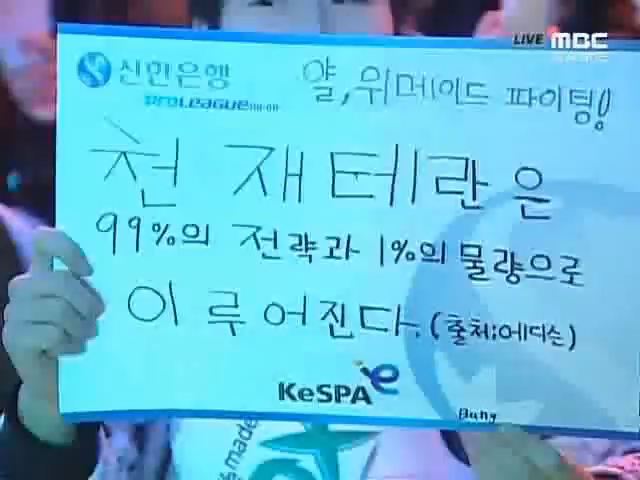 LIVE MBC
신한은행
PROLEAGUE
얄, 위메이드 파이팅!
천재테란은
99%의 전략과 1%의 물량으로
이루어진다. (출처:에디슨)
KeSPA e
Bung
made